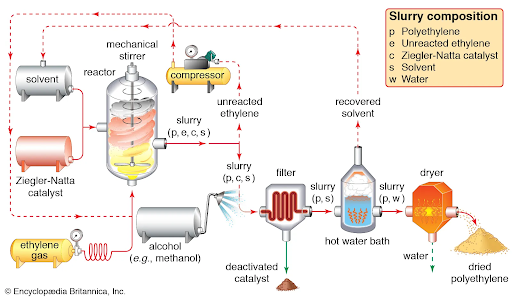 Slurry composition
p Polyethylene
e Unreacted ethylene
c Ziegler-Natta catalyst
s Solvent
w Water
mechanical
stirrer
reactor
solvent
compressor
unreacted
ethylene
recovered
solvent
slurry
(p, e, c, s)
Ziegler-Natta
catalyst
slurry
(p, c, s)
filter
slurry
(p, s)
hot water bath
slurry
(p, w)
dryer
ethylene
gas
alcohol
(e.g., methanol)
deactivated
catalyst
water
dried
polyethylene
© Encyclopædia Britannica, Inc.